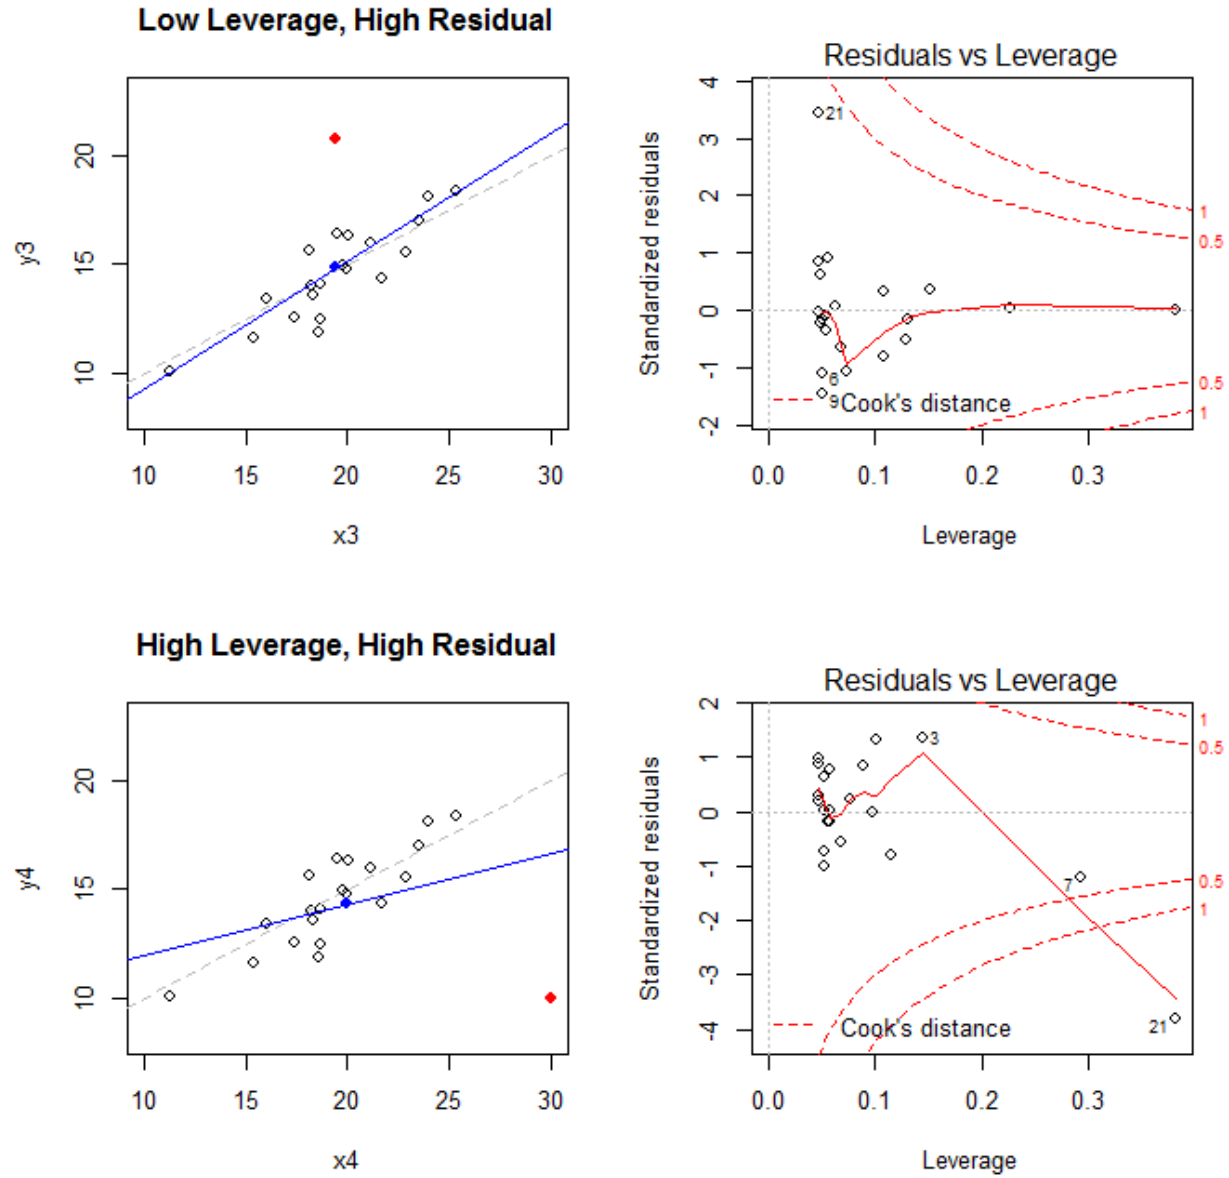 Low Leverage, High Residual
y3
20
15
10
10 15 20 25 30
x3
Residuals vs Leverage
Standardized residuals
4
3
2
1
0
-1
-2
21
6
9
Cook's distance
1
0.5
0.5
1
0.0 0.1 0.2 0.3
Leverage
High Leverage, High Residual
y4
20
15
10
10 15 20 25 30
x4
Residuals vs Leverage
Standardized residuals
2
1
0
-1
-2
-3
-4
3
7
21
Cook's distance
1
0.5
0.5
1
0.0 0.1 0.2 0.3
Leverage